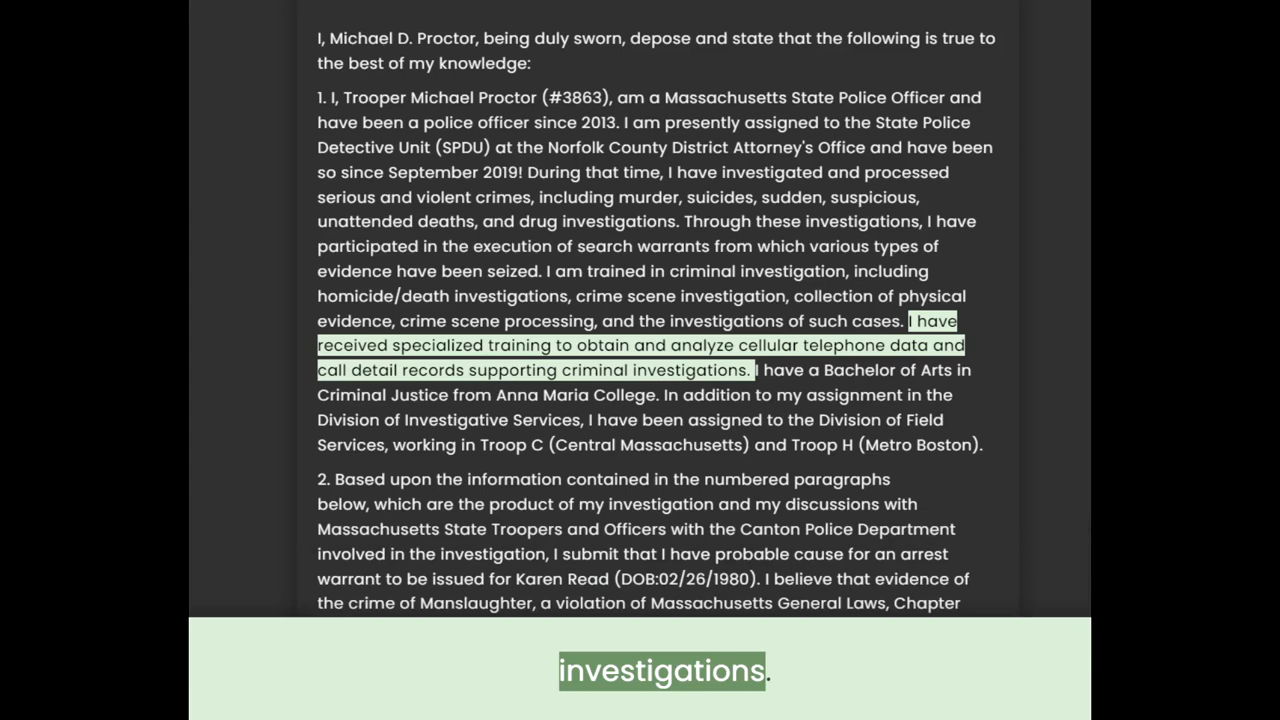 I, Michael D. Proctor, being duly sworn, depose and state that the following is true to
the best of my knowledge:
1. I, Trooper Michael Proctor (#3863), am a Massachusetts State Police Officer and
have been a police officer since 2013. I am presently assigned to the State Police
Detective Unit (SPDU) at the Norfolk County District Attorney's Office and have been
so since September 2019! During that time, I have investigated and processed
serious and violent crimes, including murder, suicides, sudden, suspicious,
unattended deaths, and drug investigations. Through these investigations, I have
participated in the execution of search warrants from which various types of
evidence have been seized. I am trained in criminal investigation, including
homicide/death investigations, crime scene investigation, collection of physical
evidence, crime scene processing, and the investigations of such cases. I have
received specialized training to obtain and analyze cellular telephone data and
call detail records supporting criminal investigations. I have a Bachelor of Arts in
Criminal Justice from Anna Maria College. In addition to my assignment in the
Division of Investigative Services, I have been assigned to the Division of Field
Services, working in Troop C (Central Massachusetts) and Troop H (Metro Boston).
2. Based upon the information contained in the numbered paragraphs
below, which are the product of my investigation and my discussions with
Massachusetts State Troopers and Officers with the Canton Police Department
involved in the investigation, I submit that I have probable cause for an arrest
warrant to be issued for Karen Read (DOB:02/26/1980). I believe that evidence of
the crime of Manslaughter, a violation of Massachusetts General Laws, Chapter
investigations.